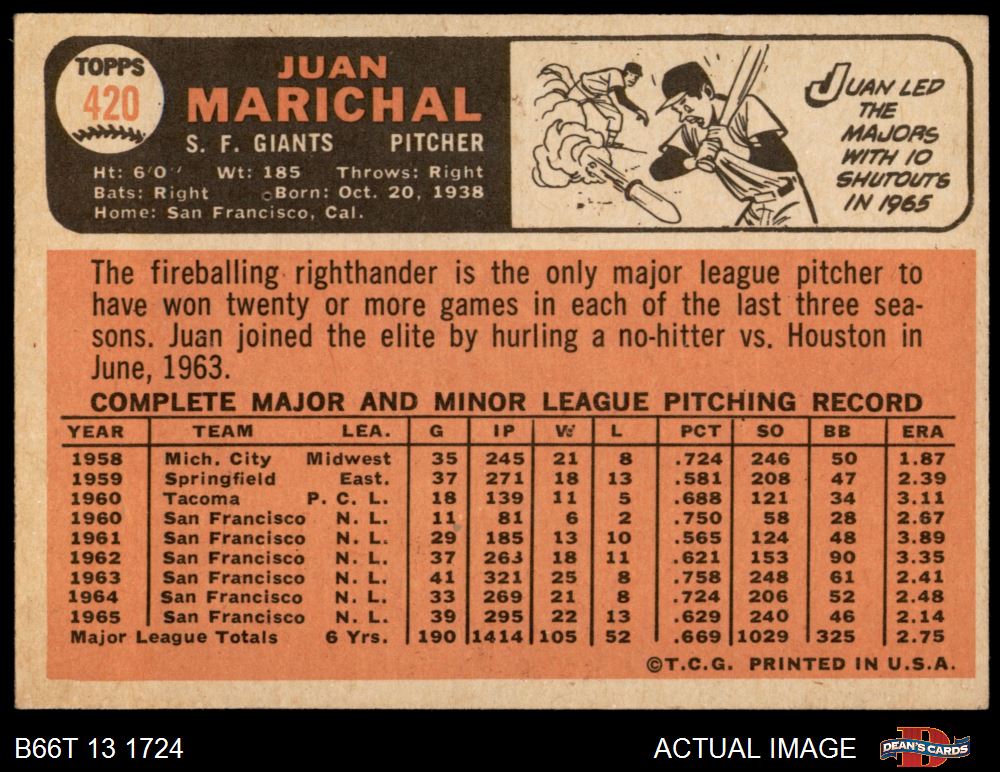 TOPPS
420
JUAN
MARICHAL
S. F. GIANTS PITCHER
Ht: 6'0" Wt: 185 Throws: Right
Bats: Right Born: Oct. 20, 1938
Home: San Francisco, Cal.
JUAN LED
THE
MAJORS
WITH 10
SHUTOUTS
IN 1965
The fireballing righthander is the only major league pitcher to
have won twenty or more games in each of the last three sea-
sons. Juan joined the elite by hurling a no-hitter vs. Houston in
June, 1963.
COMPLETE MAJOR AND MINOR LEAGUE PITCHING RECORD
YEAR TEAM LEA. G IP W L PCT SO BB ERA
1958 Mich. City Midwest 35 245 21 8 .724 246 50 1.87
1959 Springfield East. 37 271 18 13 .581 208 47 2.39
1960 Tacoma P. C. L. 18 139 11 5 .688 121 34 3.11
1960 San Francisco N. L. 11 81 6 2 .750 58 28 2.67
1961 San Francisco N. L. 29 185 13 10 .565 124 48 3.89
1962 San Francisco N. L. 37 263 18 11 .621 153 90 3.35
1963 San Francisco N. L. 41 321 25 8 .758 248 61 2.41
1964 San Francisco N. L. 33 269 21 8 .724 206 52 2.48
1965 San Francisco N. L. 39 295 22 13 .629 240 46 2.14
Major League Totals 6 Yrs. 190 1414 105 52 .669 1029 325 2.75
©T.C.G. PRINTED IN U.S.A.
B66T 13 1724 ACTUAL IMAGE DEAN'S CARDS